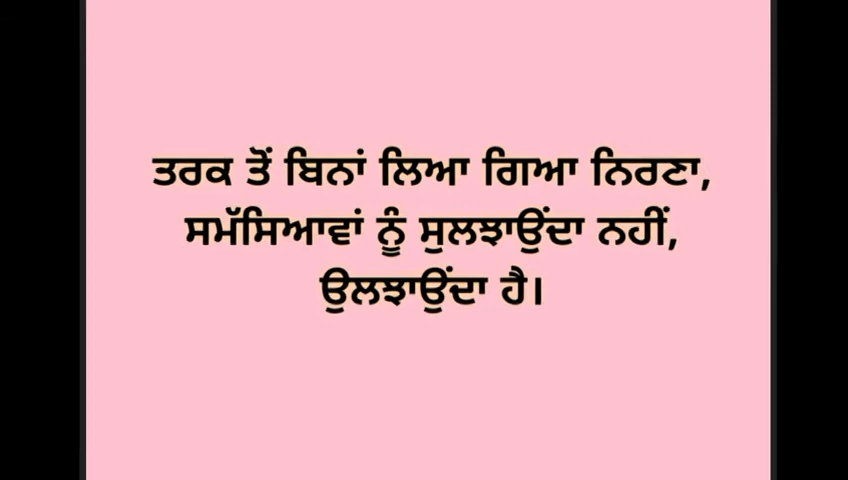 ਤਰਕ ਤੋਂ ਬਿਨਾਂ ਲਿਆ ਗਿਆ ਨਿਰਣਾ,
ਸਮੱਸਿਆਵਾਂ ਨੂੰ ਸੁਲਝਾਉਂਦਾ ਨਹੀਂ,
ਉਲਝਾਉਂਦਾ ਹੈ।